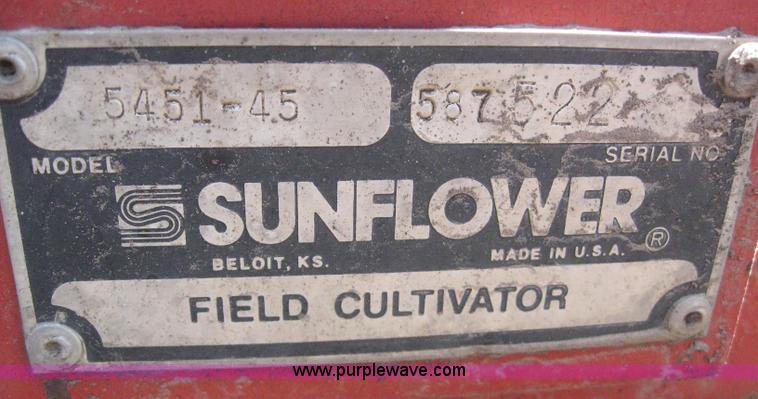 5451-45 587522
MODEL SERIAL NO
SUNFLOWER ®
BELOIT, KS. MADE IN U.S.A.
FIELD CULTIVATOR
www.purplewave.com